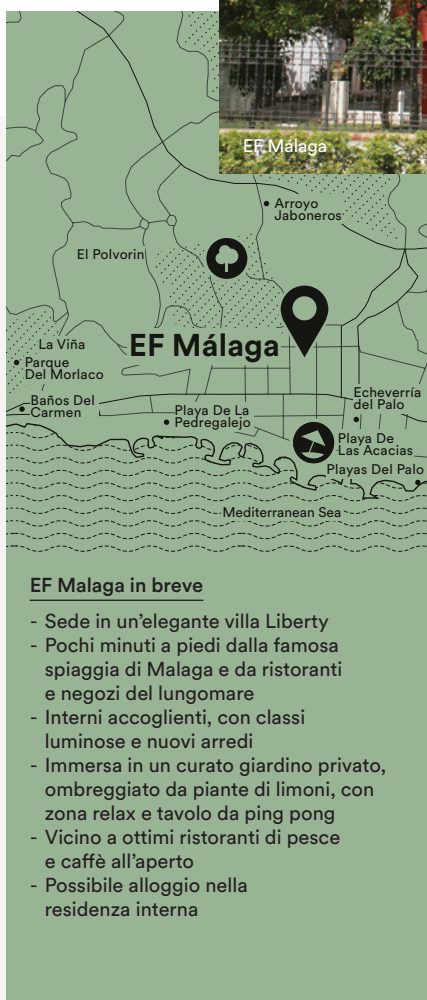 EF Málaga
Arroyo
Jaboneros
El Polvorin
EF Málaga
La Viña
Parque
Del Morlaco
Baños Del
Carmen
Playa De La
Pedregalejo
Echeverría
del Palo
Playa De
Las Acacias
Playas Del Palo
Mediterranean Sea
EF Malaga in breve
- Sede in un’elegante villa Liberty
- Pochi minuti a piedi dalla famosa
spiaggia di Malaga e da ristoranti
e negozi del lungomare
- Interni accoglienti, con classi
luminose e nuovi arredi
- Immersa in un curato giardino privato,
ombreggiato da piante di limoni, con
zona relax e tavolo da ping pong
- Vicino a ottimi ristoranti di pesce
e caffè all’aperto
- Possibile alloggio nella
residenza interna